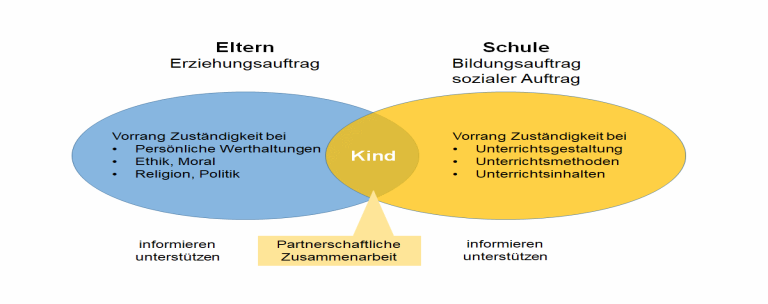 Eltern
Erziehungsauftrag
Schule
Bildungsauftrag
sozialer Auftrag
Vorrang Zuständigkeit bei
• Persönliche Werthaltungen
• Ethik, Moral
• Religion, Politik
Kind
Vorrang Zuständigkeit bei
• Unterrichtsgestaltung
• Unterrichtsmethoden
• Unterrichtsinhalten
informieren
unterstützen
Partnerschaftliche
Zusammenarbeit
informieren
unterstützen